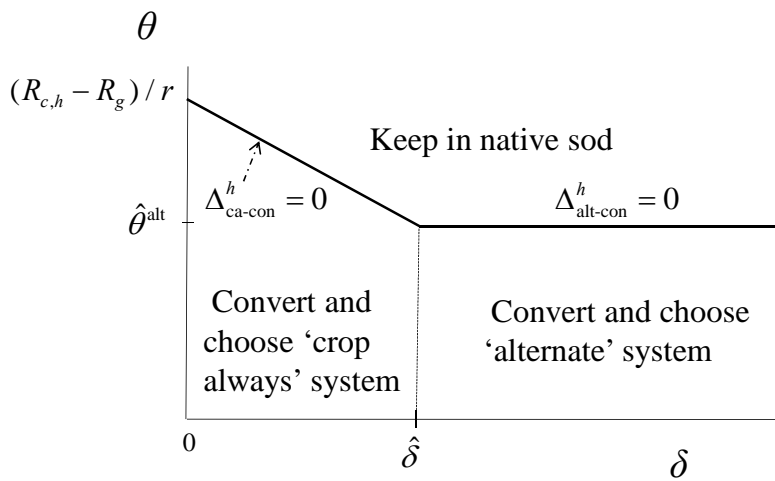 θ
(R_{c,h} − R_g) / r
Keep in native sod
Δ^h_{ca-con} = 0
Δ^h_{alt-con} = 0
θ̂^{alt}
Convert and
choose ‘crop
always’ system
Convert and choose
‘alternate’ system
0
δ̂
δ